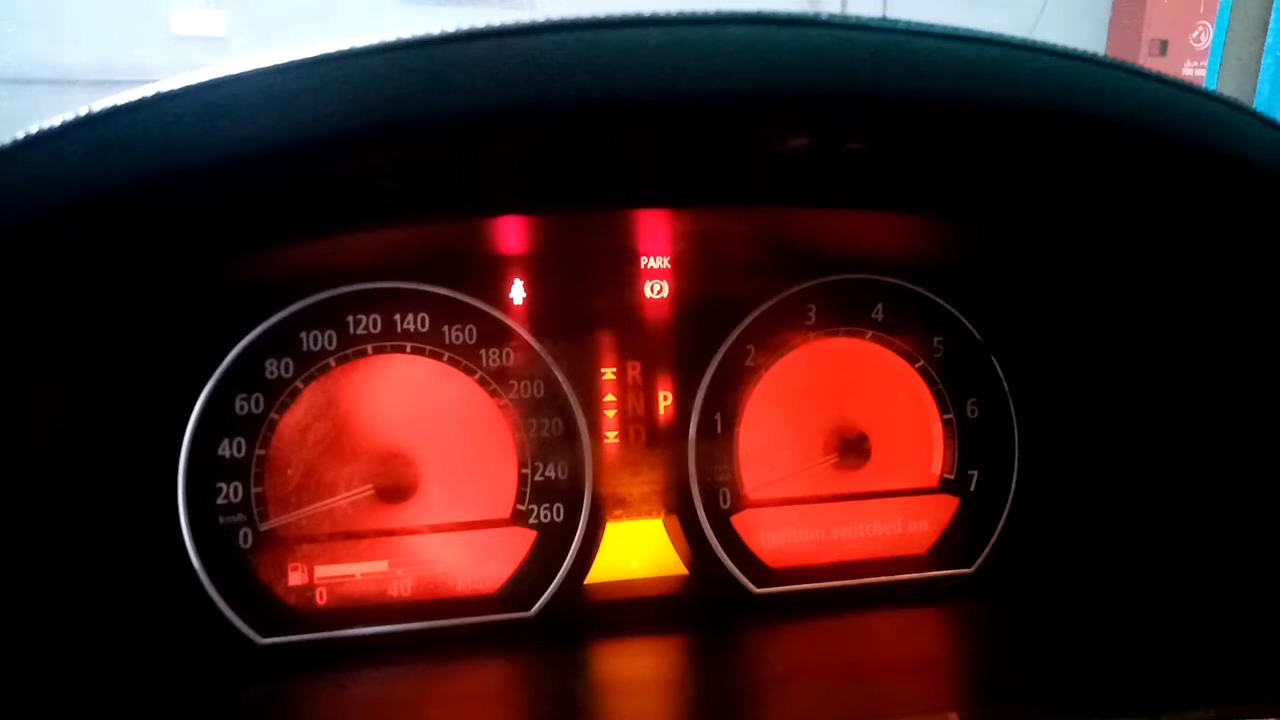 PARK
P
120 140
100 160
80 180
60 200
40 220
20 240
km/h
0 260
0 40
R
N P
D
3 4
2 5
1 6
0 7
Ignition switched on